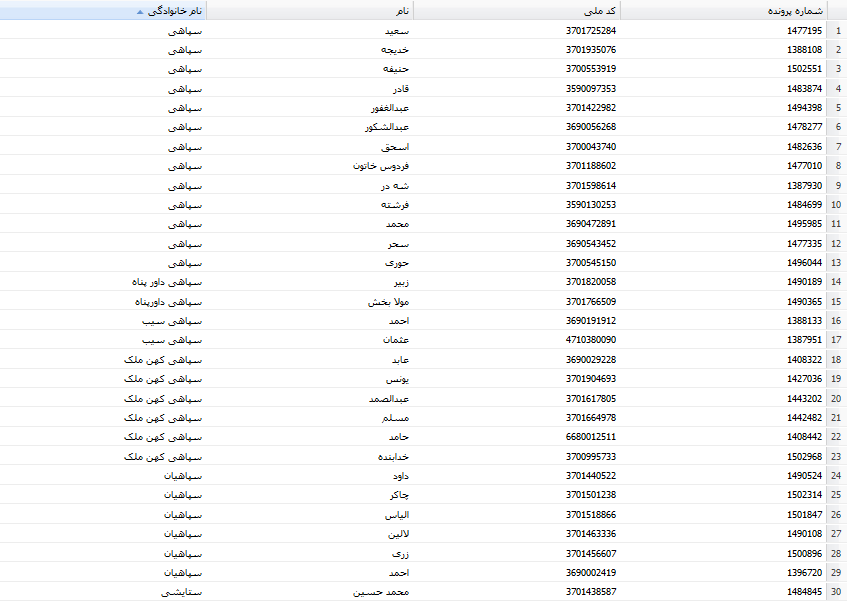 شماره پرونده کد ملی نام نام خانوادگی
1 1477195 3701725284 سعید سپاهی
2 1388108 3701935076 خدیجه سپاهی
3 1502551 3700553919 حنیفه سپاهی
4 1483874 3590097353 قادر سپاهی
5 1494398 3701422982 عبدالغفور سپاهی
6 1478277 3690056268 عبدالشکور سپاهی
7 1482636 3700043740 اسحق سپاهی
8 1477010 3701188602 فردوس خاتون سپاهی
9 1387930 3701598614 شه در سپاهی
10 1484699 3590130253 فرشته سپاهی
11 1495985 3690472891 محمد سپاهی
12 1477335 3690543452 سحر سپاهی
13 1496044 3700545150 حوری سپاهی
14 1490189 3701820058 زبیر سپاهی داور پناه
15 1490365 3701766509 مولا بخش سپاهی داورپناه
16 1388133 3690191912 احمد سپاهی سیب
17 1387951 4710380090 عثمان سپاهی سیب
18 1408322 3690029228 عابد سپاهی کهن ملک
19 1427036 3701904693 یونس سپاهی کهن ملک
20 1443202 3701617805 عبدالصمد سپاهی کهن ملک
21 1442482 3701664978 مسلم سپاهی کهن ملک
22 1408442 6680012511 حامد سپاهی کهن ملک
23 1502968 3700995733 خدابنده سپاهی کهن ملک
24 1490524 3701440522 داود سپاهیان
25 1502314 3701501238 چاکر سپاهیان
26 1501847 3701518866 الیاس سپاهیان
27 1490108 3701463336 لالین سپاهیان
28 1500896 3701456607 زری سپاهیان
29 1396720 3690002419 احمد سپاهیان
30 1484845 3701438587 محمد حسین ستایشی